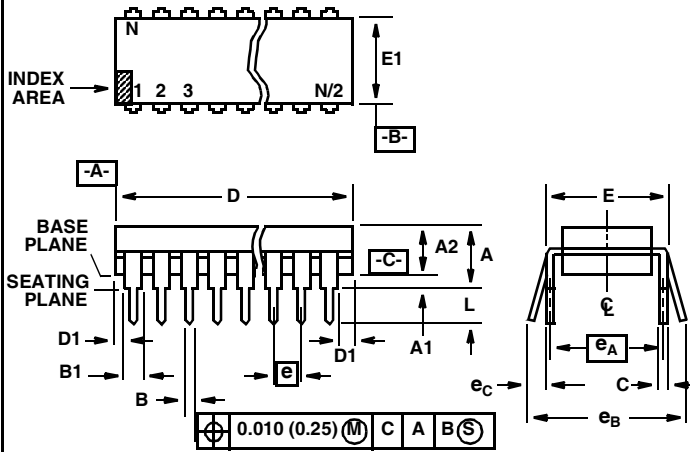 N
E1
INDEX
AREA
1 2 3 N/2
-B-
-A-
D
E
BASE
PLANE
A2 A
-C-
SEATING
PLANE
L
C L
D1 A1 D1
e
eA
B1
eC C
B
eB
0.010 (0.25) M C A B S